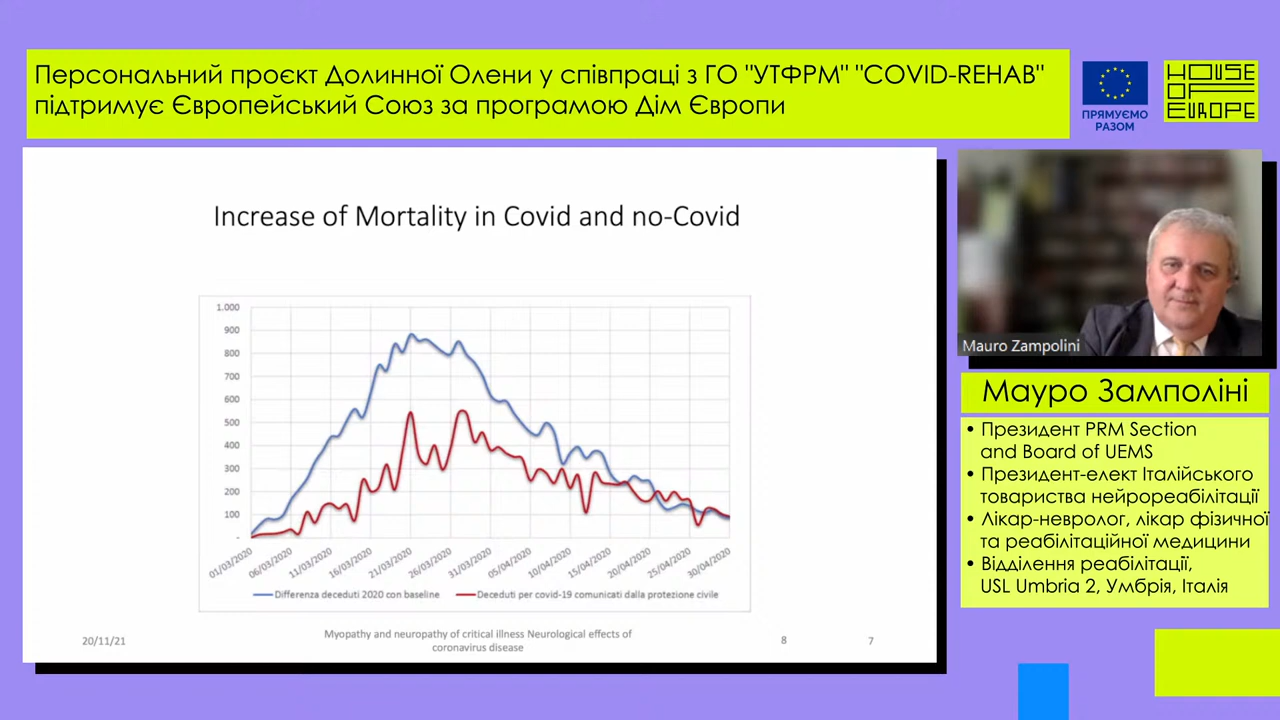 Персональний проєкт Долинної Олени у співпраці з ГО "УТФРМ" "COVID-REHAB"
підтримує Європейський Союз за програмою Дім Європи
ПРЯМУЄМО
РАЗОМ
HOUSE
OF
EUROPE
Increase of Mortality in Covid and no-Covid
1.000
900
800
700
600
500
400
300
200
100
-
01/03/2020
06/03/2020
11/03/2020
16/03/2020
21/03/2020
26/03/2020
31/03/2020
05/04/2020
10/04/2020
15/04/2020
20/04/2020
25/04/2020
30/04/2020
Differenza deceduti 2020 con baseline
Deceduti per covid-19 comunicati dalla protezione civile
20/11/21
Myopathy and neuropathy of critical illness Neurological effects of
coronavirus disease
8
7
Mauro Zampolini
Мауро Замполіні
• Президент PRM Section
and Board of UEMS
• Президент-елект Італійського
товариства нейрореабілітації
• Лікар-невролог, лікар фізичної
та реабілітаційної медицини
• Відділення реабілітації,
USL Umbria 2, Умбрія, Італія